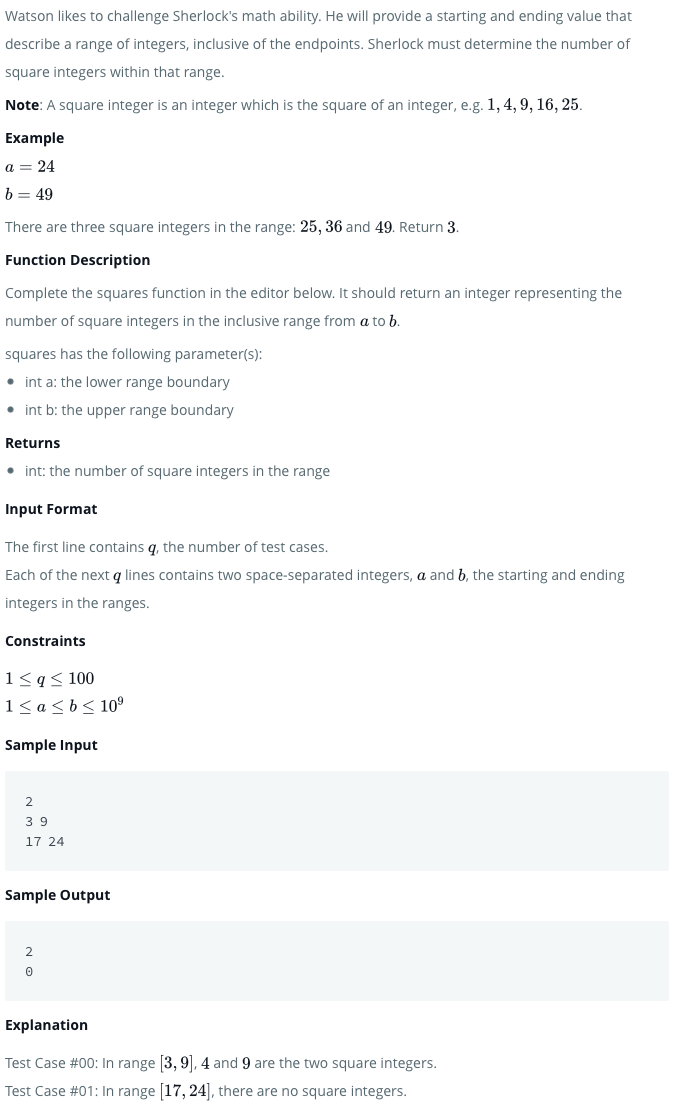 Watson likes to challenge Sherlock's math ability. He will provide a starting and ending value that
describe a range of integers, inclusive of the endpoints. Sherlock must determine the number of
square integers within that range.
Note: A square integer is an integer which is the square of an integer, e.g. 1, 4, 9, 16, 25.
Example
a = 24
b = 49
There are three square integers in the range: 25, 36 and 49. Return 3.
Function Description
Complete the squares function in the editor below. It should return an integer representing the
number of square integers in the inclusive range from a to b.
squares has the following parameter(s):
• int a: the lower range boundary
• int b: the upper range boundary
Returns
• int: the number of square integers in the range
Input Format
The first line contains q, the number of test cases.
Each of the next q lines contains two space-separated integers, a and b, the starting and ending
integers in the ranges.
Constraints
1 ≤ q ≤ 100
1 ≤ a ≤ b ≤ 10⁹
Sample Input
2
3 9
17 24
Sample Output
2
0
Explanation
Test Case #00: In range [3, 9], 4 and 9 are the two square integers.
Test Case #01: In range [17, 24], there are no square integers.